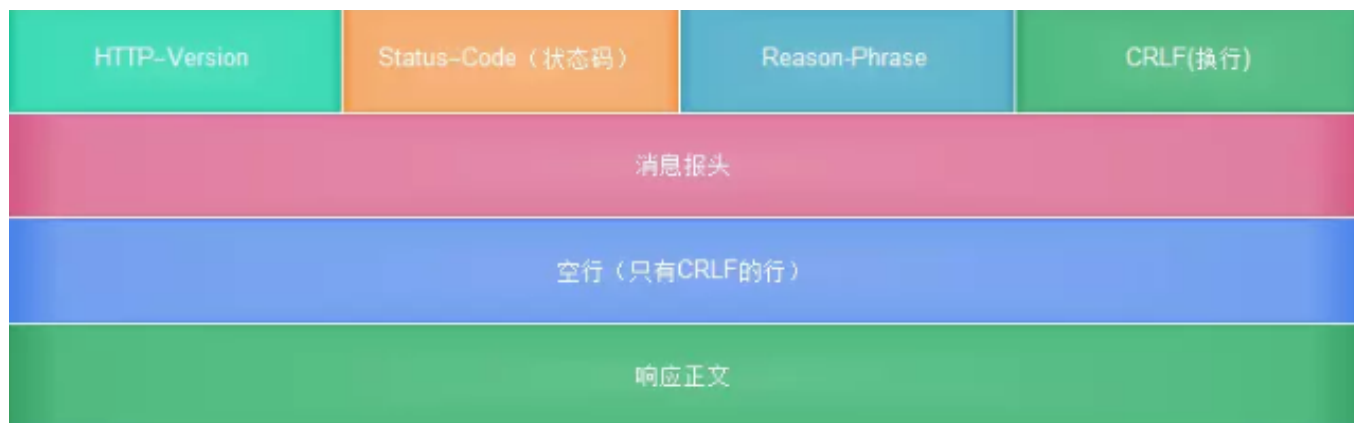 HTTP-Version Status-Code（状态码） Reason-Phrase CRLF(换行)
消息报头
空行（只有CRLF的行）
响应正文